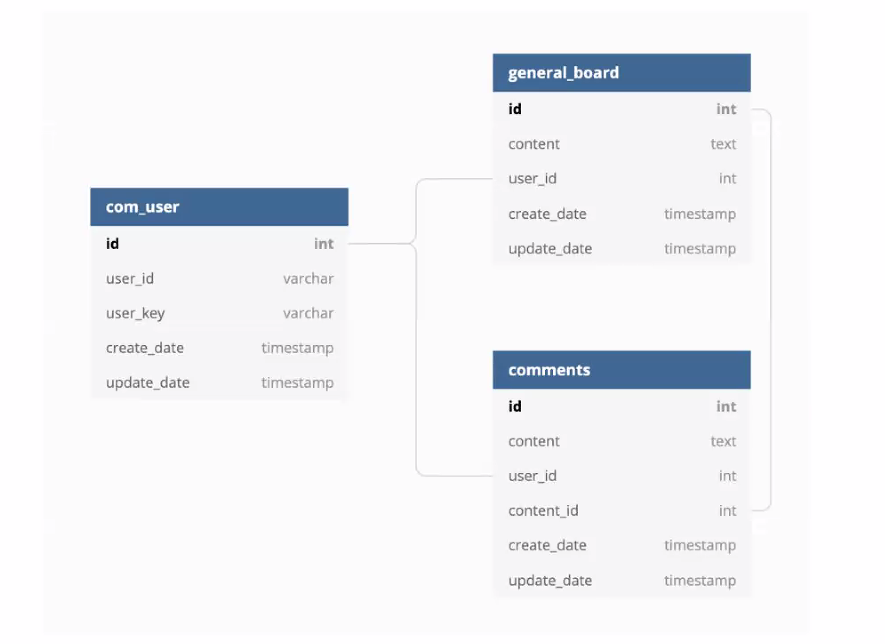 com_user
id int
user_id varchar
user_key varchar
create_date timestamp
update_date timestamp
general_board
id int
content text
user_id int
create_date timestamp
update_date timestamp
comments
id int
content text
user_id int
content_id int
create_date timestamp
update_date timestamp